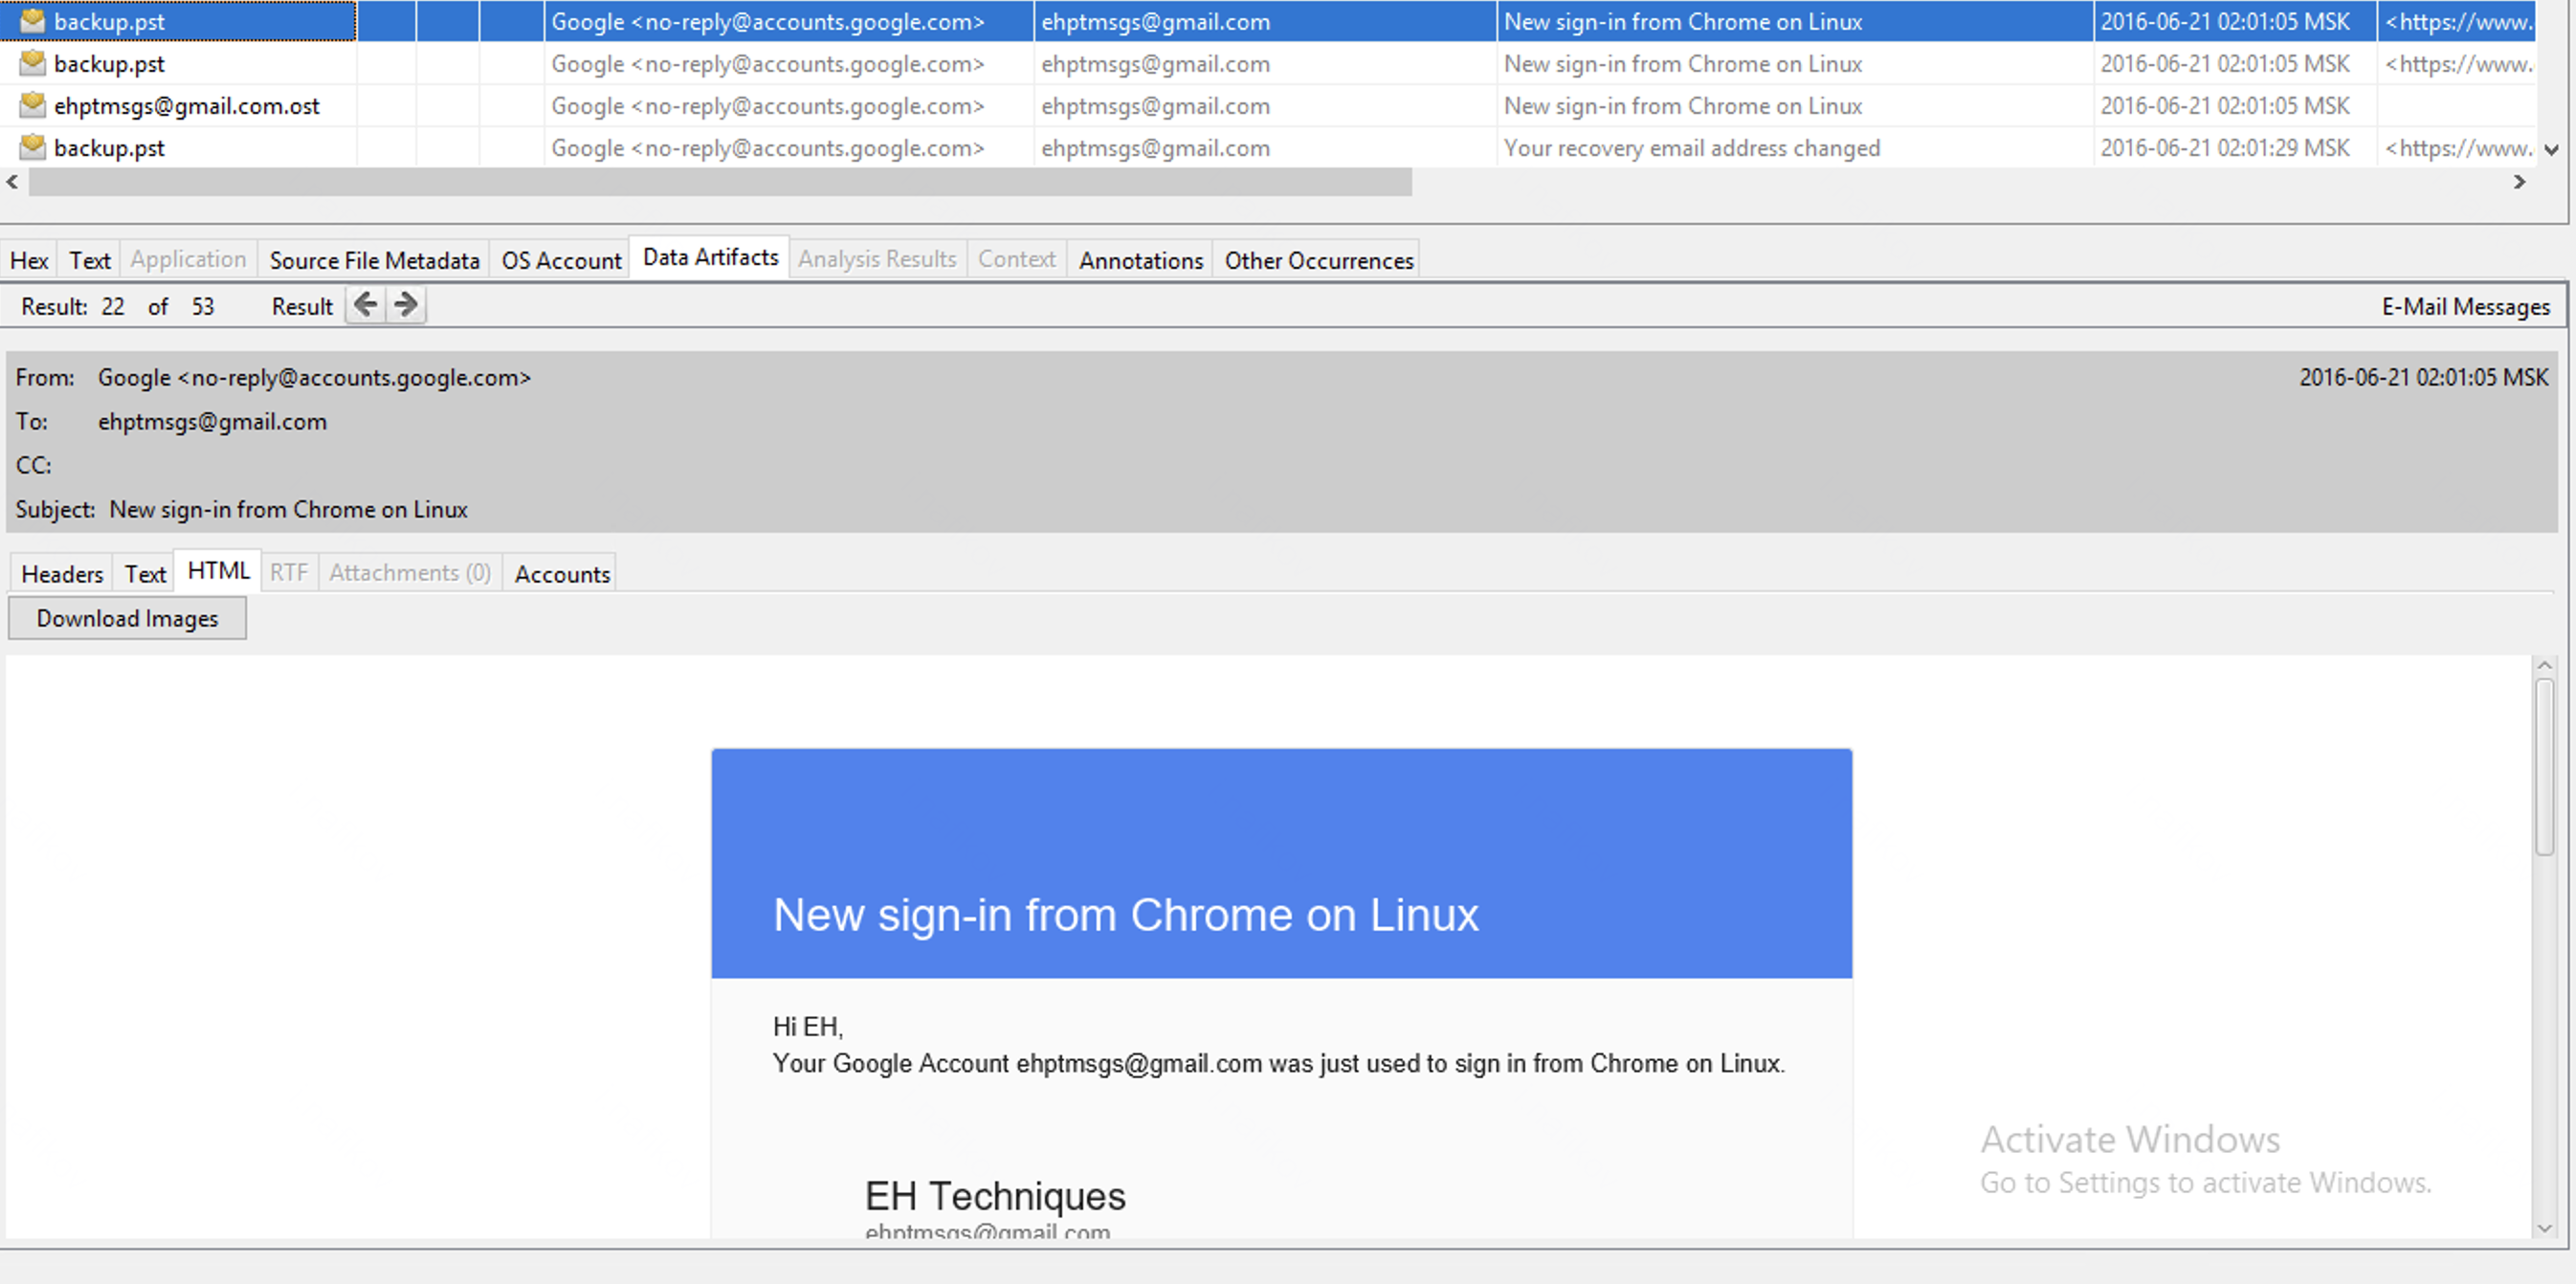 backup.pst Google <no-reply@accounts.google.com> ehptmsgs@gmail.com New sign-in from Chrome on Linux 2016-06-21 02:01:05 MSK <https://www.
backup.pst Google <no-reply@accounts.google.com> ehptmsgs@gmail.com New sign-in from Chrome on Linux 2016-06-21 02:01:05 MSK <https://www.
ehptmsgs@gmail.com.ost Google <no-reply@accounts.google.com> ehptmsgs@gmail.com New sign-in from Chrome on Linux 2016-06-21 02:01:05 MSK
backup.pst Google <no-reply@accounts.google.com> ehptmsgs@gmail.com Your recovery email address changed 2016-06-21 02:01:29 MSK <https://www.
Hex Text Application Source File Metadata OS Account Data Artifacts Analysis Results Context Annotations Other Occurrences
Result: 22 of 53 Result E-Mail Messages
From: Google <no-reply@accounts.google.com> 2016-06-21 02:01:05 MSK
To: ehptmsgs@gmail.com
CC:
Subject: New sign-in from Chrome on Linux
Headers Text HTML RTF Attachments (0) Accounts
Download Images
New sign-in from Chrome on Linux
Hi EH,
Your Google Account ehptmsgs@gmail.com was just used to sign in from Chrome on Linux.
EH Techniques
ehptmsgs@gmail.com
Activate Windows
Go to Settings to activate Windows.